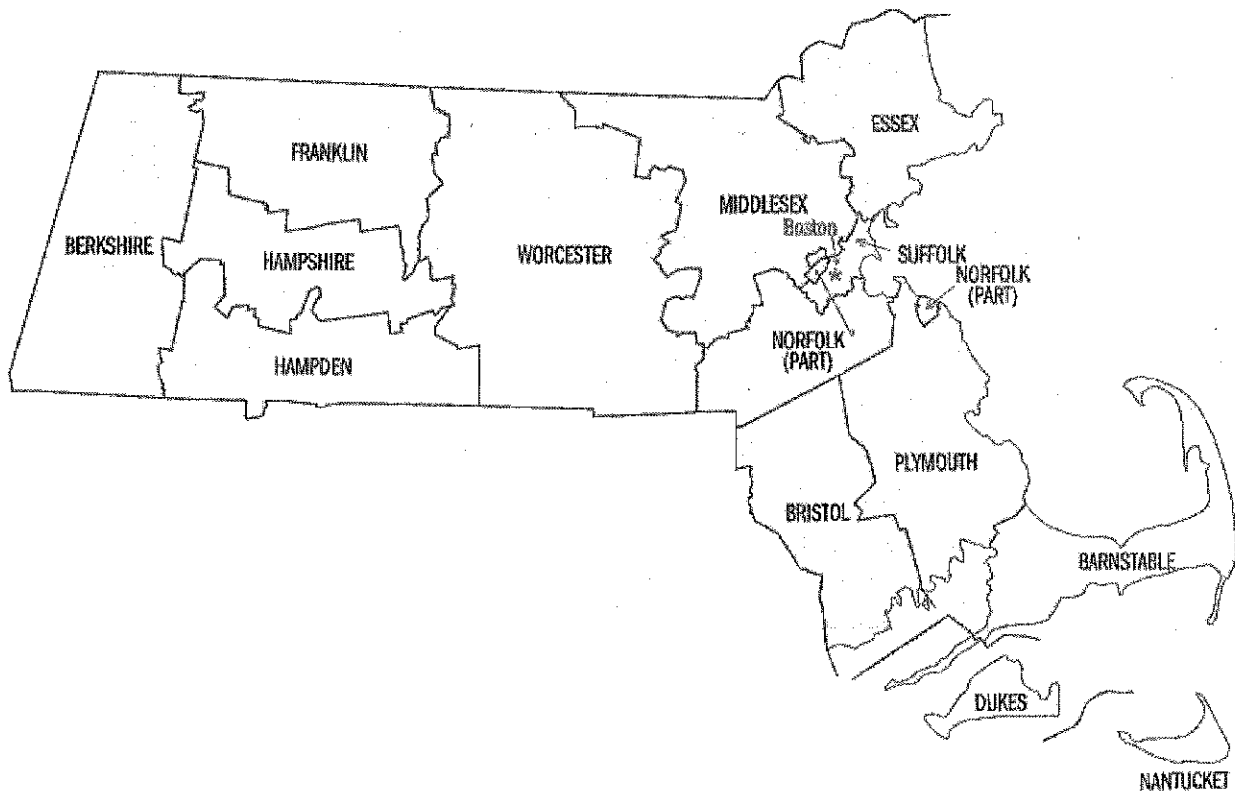 ESSEX
FRANKLIN
MIDDLESEX
Boston
BERKSHIRE
HAMPSHIRE
WORCESTER
SUFFOLK
NORFOLK
(PART)
NORFOLK
(PART)
HAMPDEN
PLYMOUTH
BRISTOL
BARNSTABLE
DUKES
NANTUCKET